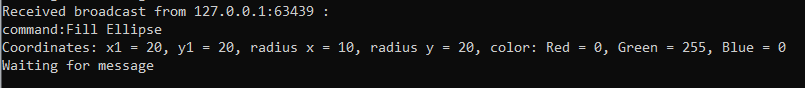 Received broadcast from 127.0.0.1:63439 :
command:Fill Ellipse
Coordinates: x1 = 20, y1 = 20, radius x = 10, radius y = 20, color: Red = 0, Green = 255, Blue = 0
Waiting for message